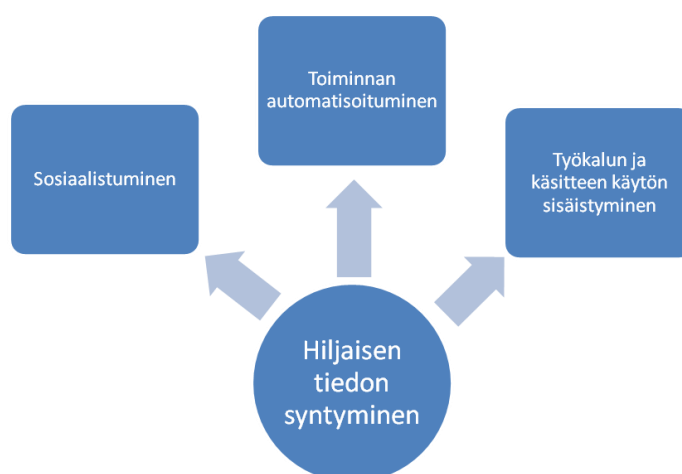 Toiminnan
automatisoituminen
Sosiaalistuminen
Työkalun ja
käsitteen käytön
sisäistyminen
Hiljaisen
tiedon
syntyminen